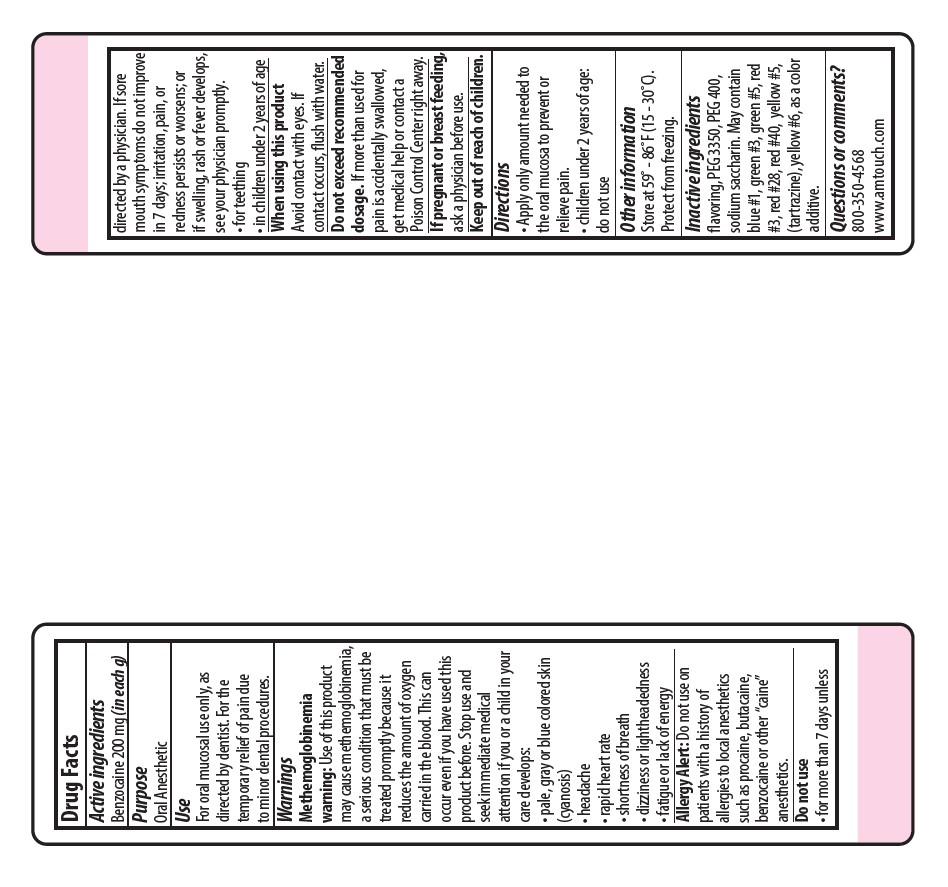 Drug Facts
Active ingredients
Benzocaine 200 mg (in each g)
Purpose
Oral Anesthetic
Use
For oral mucosal use only, as
directed by dentist. For the
temporary relief of pain due
to minor dental procedures.
Warnings
Methemoglobinemia
warning: Use of this product
may cause methemoglobinemia,
a serious condition that must be
treated promptly because it
reduces the amount of oxygen
carried in the blood. This can
occur even if you have used this
product before. Stop use and
seek immediate medical
attention if you or a child in your
care develops:
• pale, gray or blue colored skin
(cyanosis)
• headache
• rapid heart rate
• shortness of breath
• dizziness or lightheadedness
• fatigue or lack of energy
Allergy Alert: Do not use on
patients with a history of
allergies to local anesthetics
such as procaine, butacaine,
benzocaine or other "caine"
anesthetics.
Do not use
• for more than 7 days unless
directed by a physician. If sore
mouth symptoms do not improve
in 7 days; irritation, pain, or
redness persists or worsens; or
if swelling, rash or fever develops,
see your physician promptly.
• for teething
• in children under 2 years of age
When using this product
Avoid contact with eyes. If
contact occurs, flush with water.
Do not exceed recommended
dosage. If more than used for
pain is accidentally swallowed,
get medical help or contact a
Poison Control Center right away.
If pregnant or breast feeding,
ask a physician before use.
Keep out of reach of children.
Directions
• Apply only amount needed to
the oral mucosa to prevent or
relieve pain.
• children under 2 years of age:
do not use
Other information
Store at 59° - 86°F (15 - 30°C).
Protect from freezing.
Inactive ingredients
flavoring, PEG 3350, PEG 400,
sodium saccharin. May contain
blue #1, green #3, green #5, red
#3, red #28, red #40, yellow #5,
(tartrazine), yellow #6, as a color
additive.
Questions or comments?
800-350-4568
www.amtouch.com